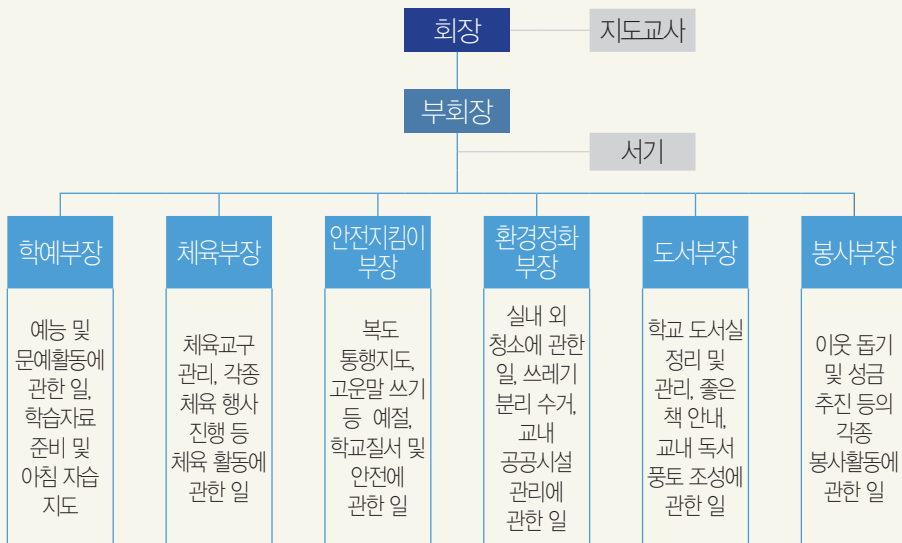 회장
지도교사
부회장
서기
학예부장
예능 및
문예활동에
관한 일,
학습자료
준비 및
아침 자습
지도
체육부장
체육교구
관리, 각종
체육 행사
진행 등
체육 활동에
관한 일
안전지킴이
부장
복도
통행지도,
고운말 쓰기
등 예절,
학교질서 및
안전에
관한 일
환경정화
부장
실내 외
청소에 관한
일, 쓰레기
분리 수거,
교내
공공시설
관리에
관한 일
도서부장
학교 도서실
정리 및
관리, 좋은
책 안내,
교내 독서
풍토 조성에
관한 일
봉사부장
이웃 돕기
및 성금
추진 등의
각종
봉사활동에
관한 일